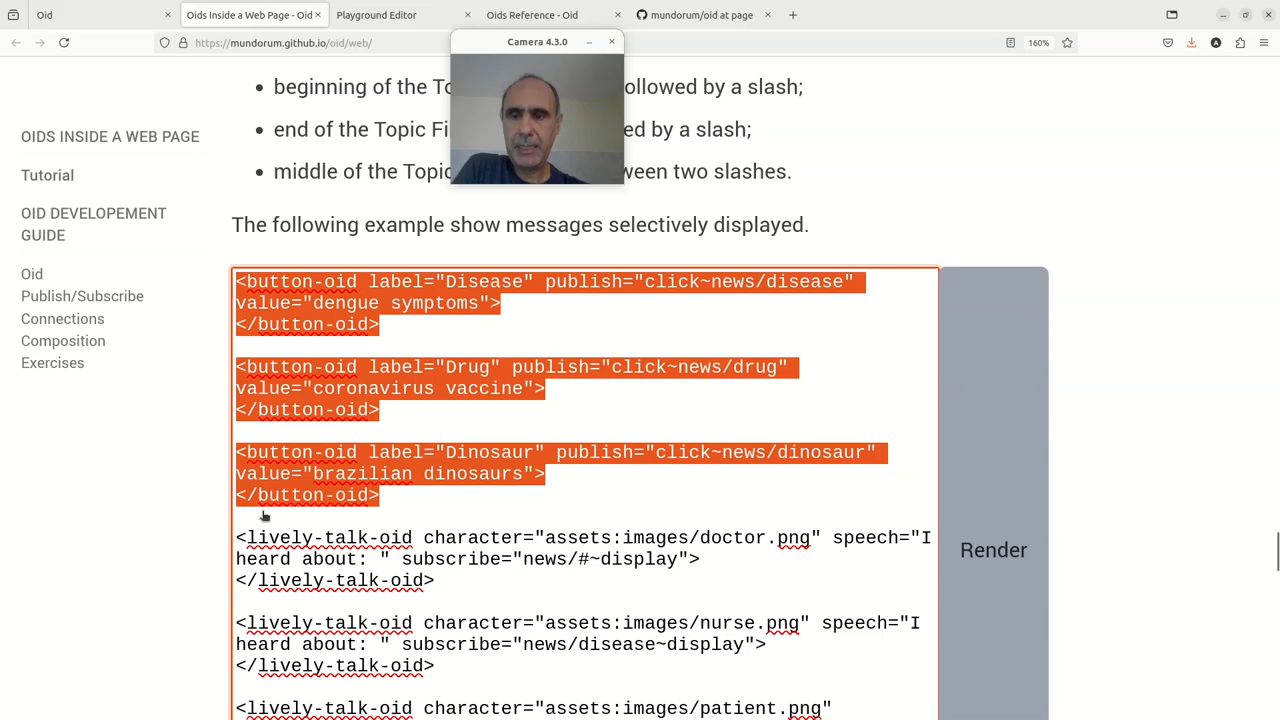 Oid
Oids Inside a Web Page - Oid
Playground Editor
Oids Reference - Oid
mundorum/oid at page
https://mundorum.github.io/oid/web/
160%
Camera 4.3.0
OIDS INSIDE A WEB PAGE
Tutorial
OID DEVELOPEMENT
GUIDE
Oid
Publish/Subscribe
Connections
Composition
Exercises
beginning of the To ollowed by a slash;
end of the Topic Fi ed by a slash;
middle of the Topic ween two slashes.
The following example show messages selectively displayed.
<button-oid label="Disease" publish="click~news/disease"
value="dengue symptoms">
</button-oid>
<button-oid label="Drug" publish="click~news/drug"
value="coronavirus vaccine">
</button-oid>
<button-oid label="Dinosaur" publish="click~news/dinosaur"
value="brazilian dinosaurs">
</button-oid>
<lively-talk-oid character="assets:images/doctor.png" speech="I
heard about: " subscribe="news/#~display">
</lively-talk-oid>
<lively-talk-oid character="assets:images/nurse.png" speech="I
heard about: " subscribe="news/disease~display">
</lively-talk-oid>
<lively-talk-oid character="assets:images/patient.png"
Render